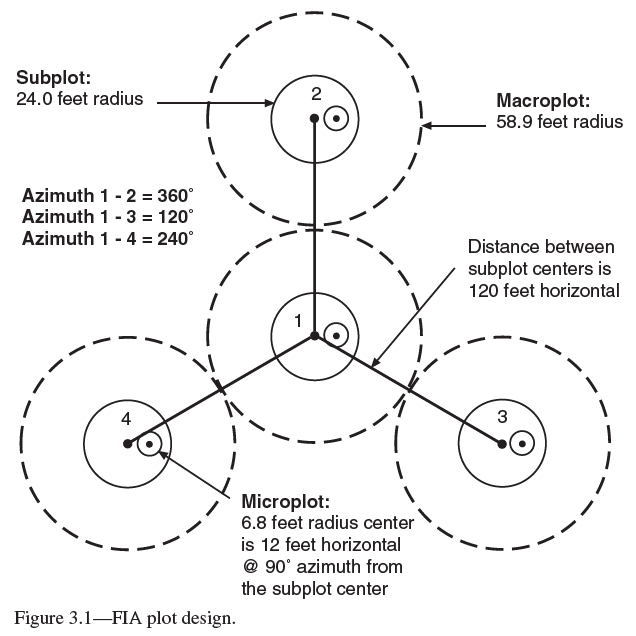 Subplot:
24.0 feet radius
2
Macroplot:
58.9 feet radius
Azimuth 1 - 2 = 360°
Azimuth 1 - 3 = 120°
Azimuth 1 - 4 = 240°
Distance between
subplot centers is
120 feet horizontal
1
4
3
Microplot:
6.8 feet radius center
is 12 feet horizontal
@ 90° azimuth from
the subplot center
Figure 3.1—FIA plot design.